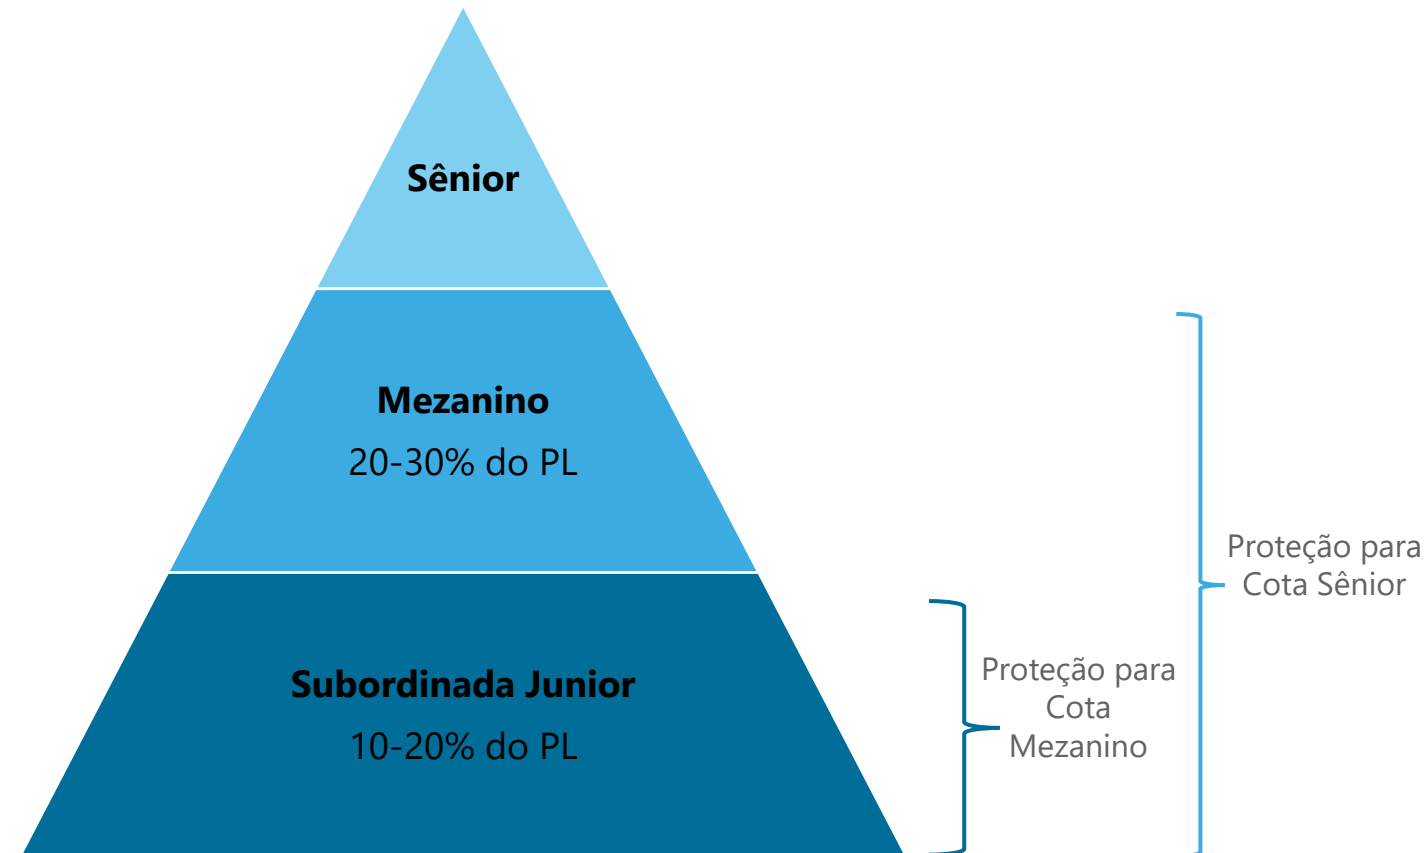 Sênior
Mezanino
20-30% do PL
Subordinada Junior
10-20% do PL
Proteção para
Cota
Mezanino
Proteção para
Cota Sênior